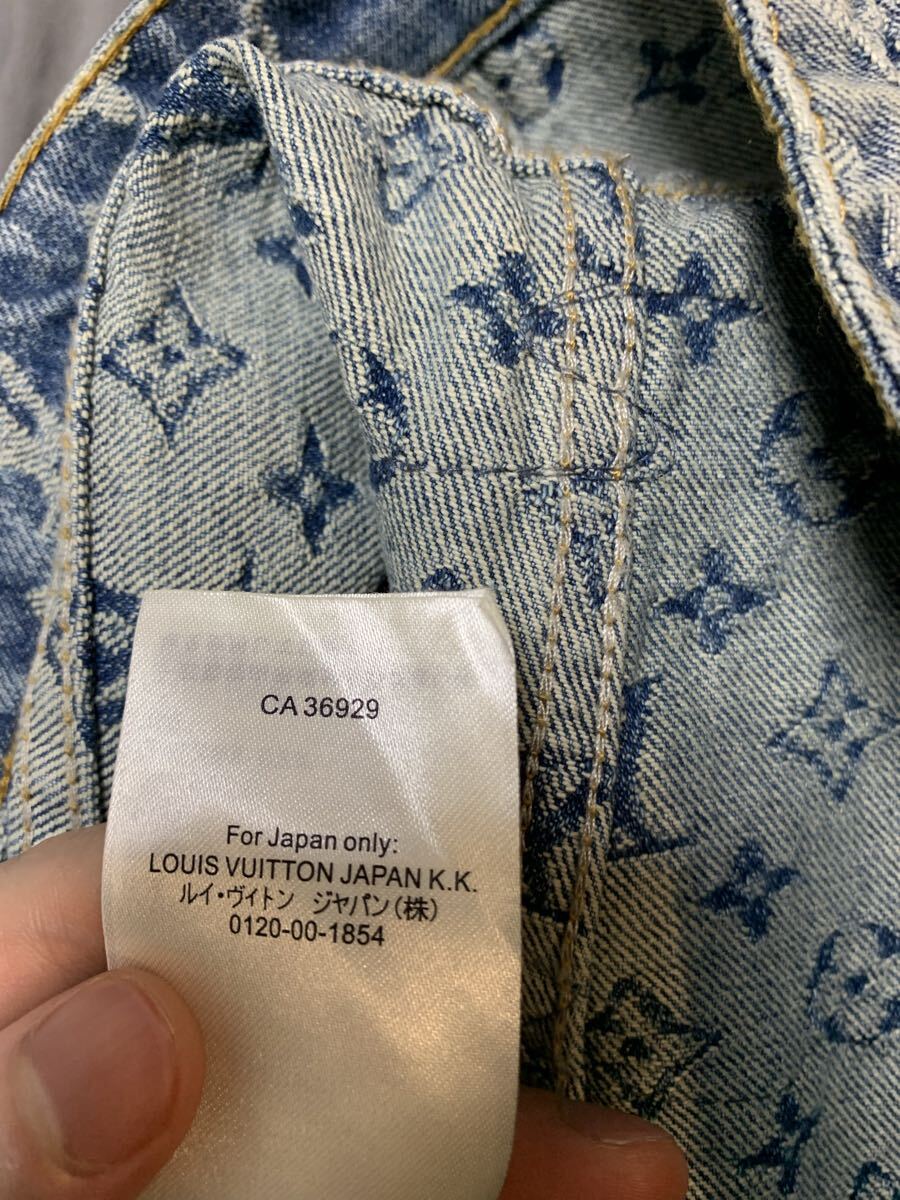 CA 36929
For Japan only:
LOUIS VUITTON JAPAN K.K.
ルイ・ヴィトン ジャパン(株)
0120-00-1854